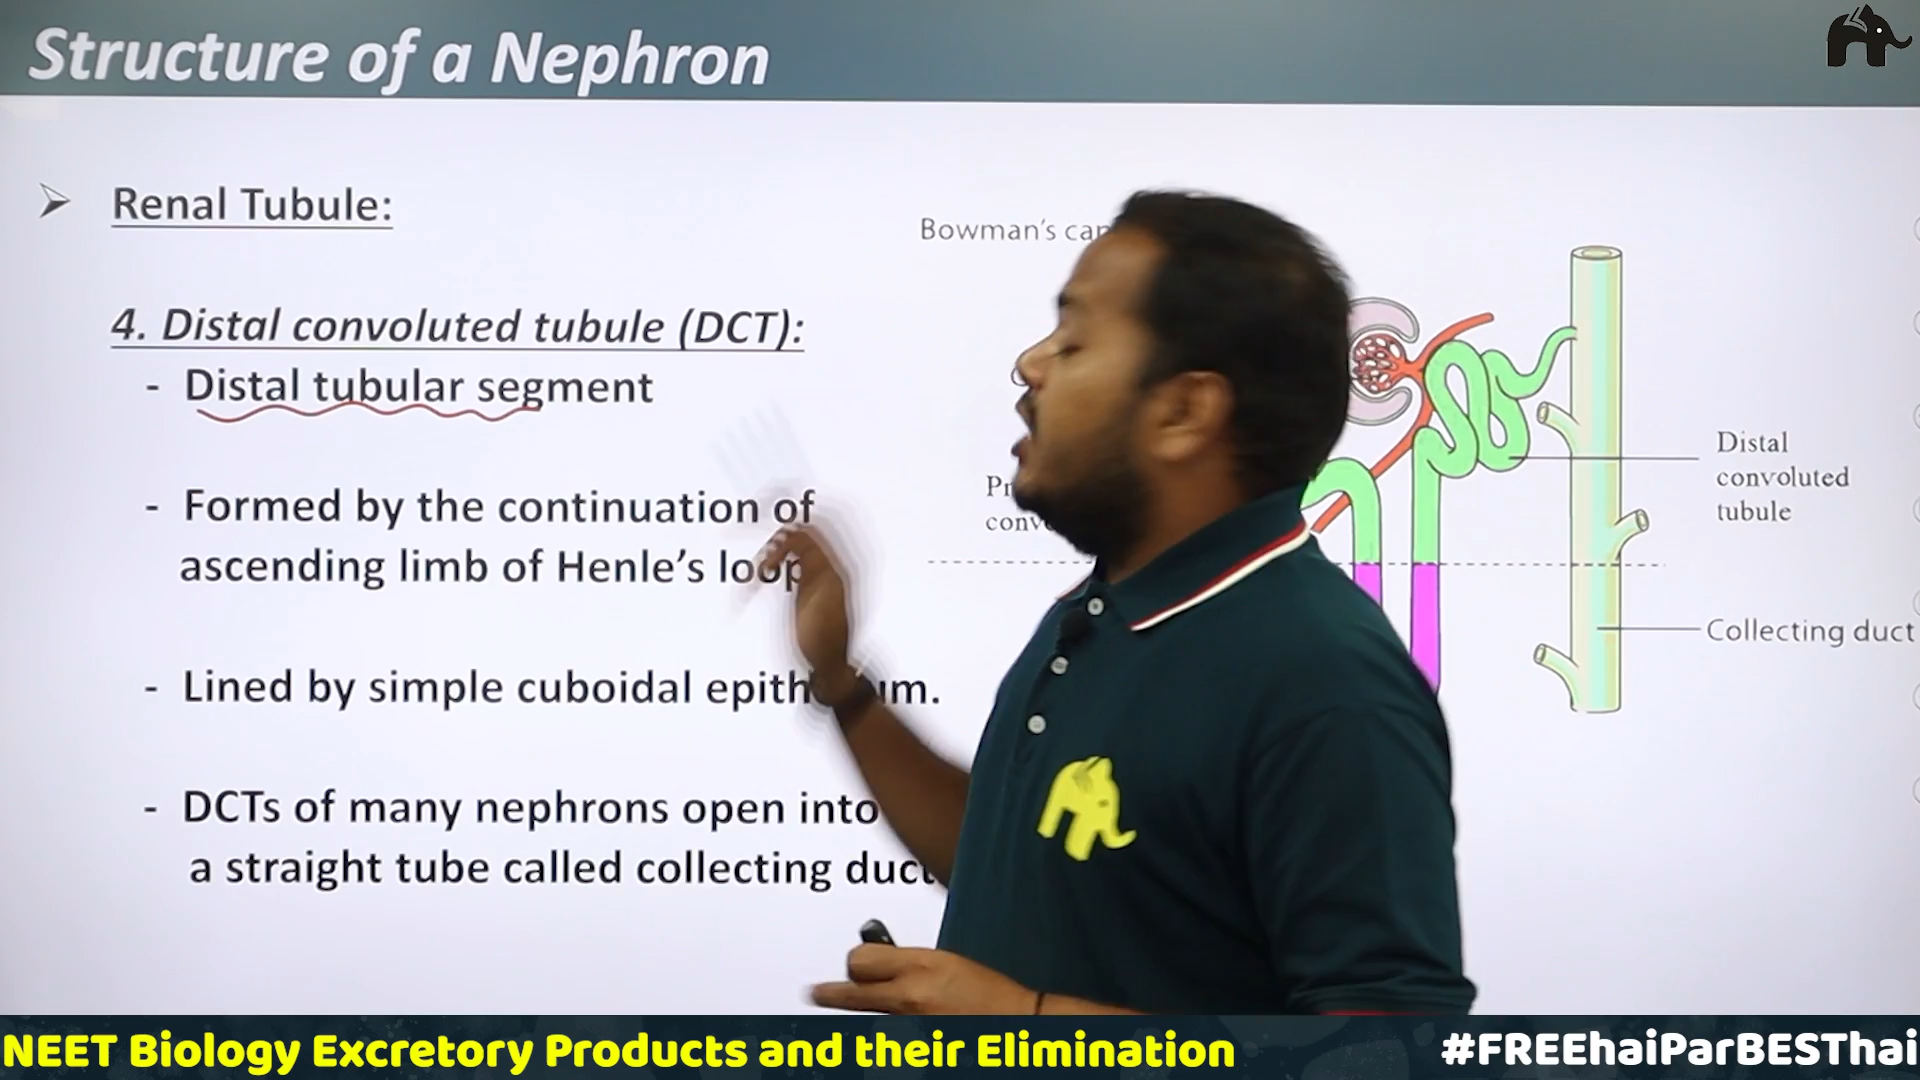 Structure of a Nephron
➢ Renal Tubule:
4. Distal convoluted tubule (DCT):
- Distal tubular segment
- Formed by the continuation of
ascending limb of Henle's loop
- Lined by simple cuboidal
- DCTs of many nephrons open into
a straight tube called collecting duct
Bowman's
Distal
convoluted
tubule
Collecting duct
NEET Biology Excretory Products and their Elimination
#FREEhaiParBESThai